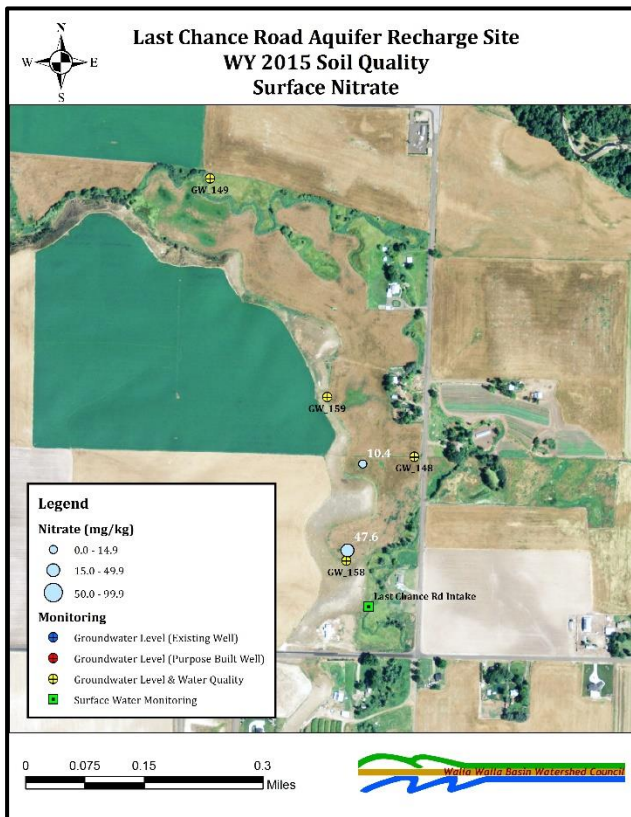 Last Chance Road Aquifer Recharge Site
WY 2015 Soil Quality
Surface Nitrate
N
W E
S
GW_149
GW_159
10.4
GW_148
47.6
GW_158
Last Chance Rd Intake
Legend
Nitrate (mg/kg)
0.0 - 14.9
15.0 - 49.9
50.0 - 99.9
Monitoring
Groundwater Level (Existing Well)
Groundwater Level (Purpose Built Well)
Groundwater Level & Water Quality
Surface Water Monitoring
0 0.075 0.15 0.3
Miles
Walla Walla Basin Watershed Council